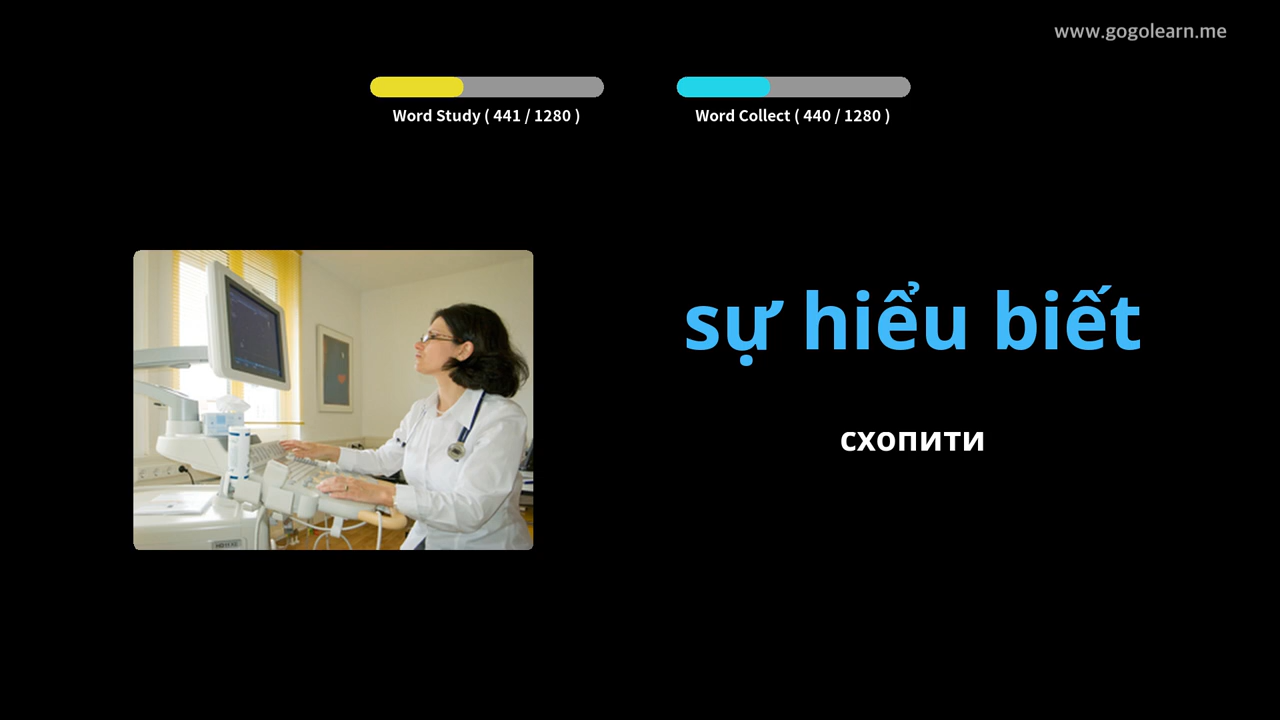 www.gogolearn.me
Word Study ( 441 / 1280 )
Word Collect ( 440 / 1280 )
sự hiểu biết
схопити